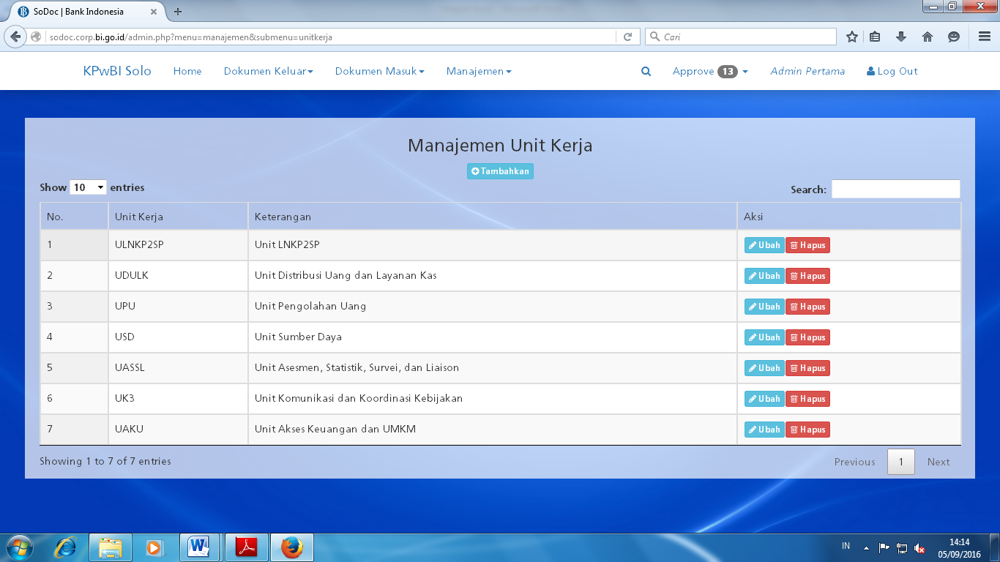 SoDoc | Bank Indonesia
sodoc.corp.bi.go.id/admin.php?menu=manajemen&submenu=unitkerja
Cari
KPwBI Solo Home Dokumen Keluar Dokumen Masuk Manajemen Approve 13 Admin Pertama Log Out
Manajemen Unit Kerja
Tambahkan
Show 10 entries Search:
No. Unit Kerja Keterangan Aksi
1 ULNKP2SP Unit LNKP2SP Ubah Hapus
2 UDULK Unit Distribusi Uang dan Layanan Kas Ubah Hapus
3 UPU Unit Pengolahan Uang Ubah Hapus
4 USD Unit Sumber Daya Ubah Hapus
5 UASSL Unit Asesmen, Statistik, Survei, dan Liaison Ubah Hapus
6 UK3 Unit Komunikasi dan Koordinasi Kebijakan Ubah Hapus
7 UAKU Unit Akses Keuangan dan UMKM Ubah Hapus
Showing 1 to 7 of 7 entries Previous 1 Next
IN 14:14
05/09/2016